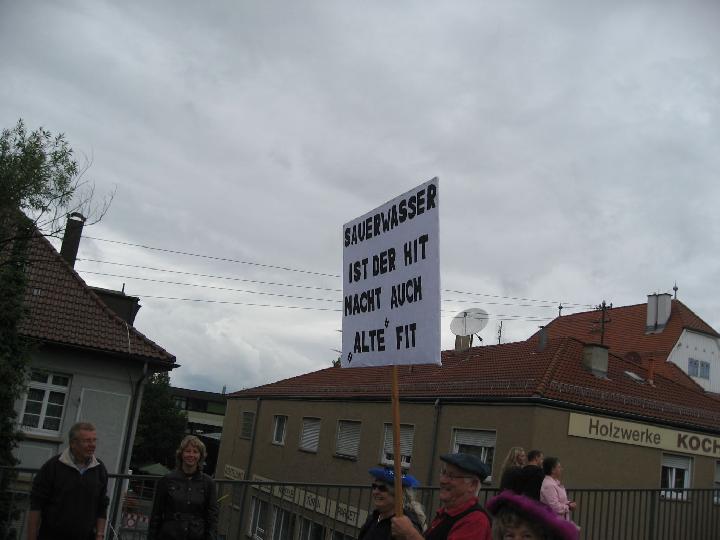 SAUERWASSER
IST DER HIT
MACHT AUCH
„ALTE“ FIT
Holzwerke KOCH